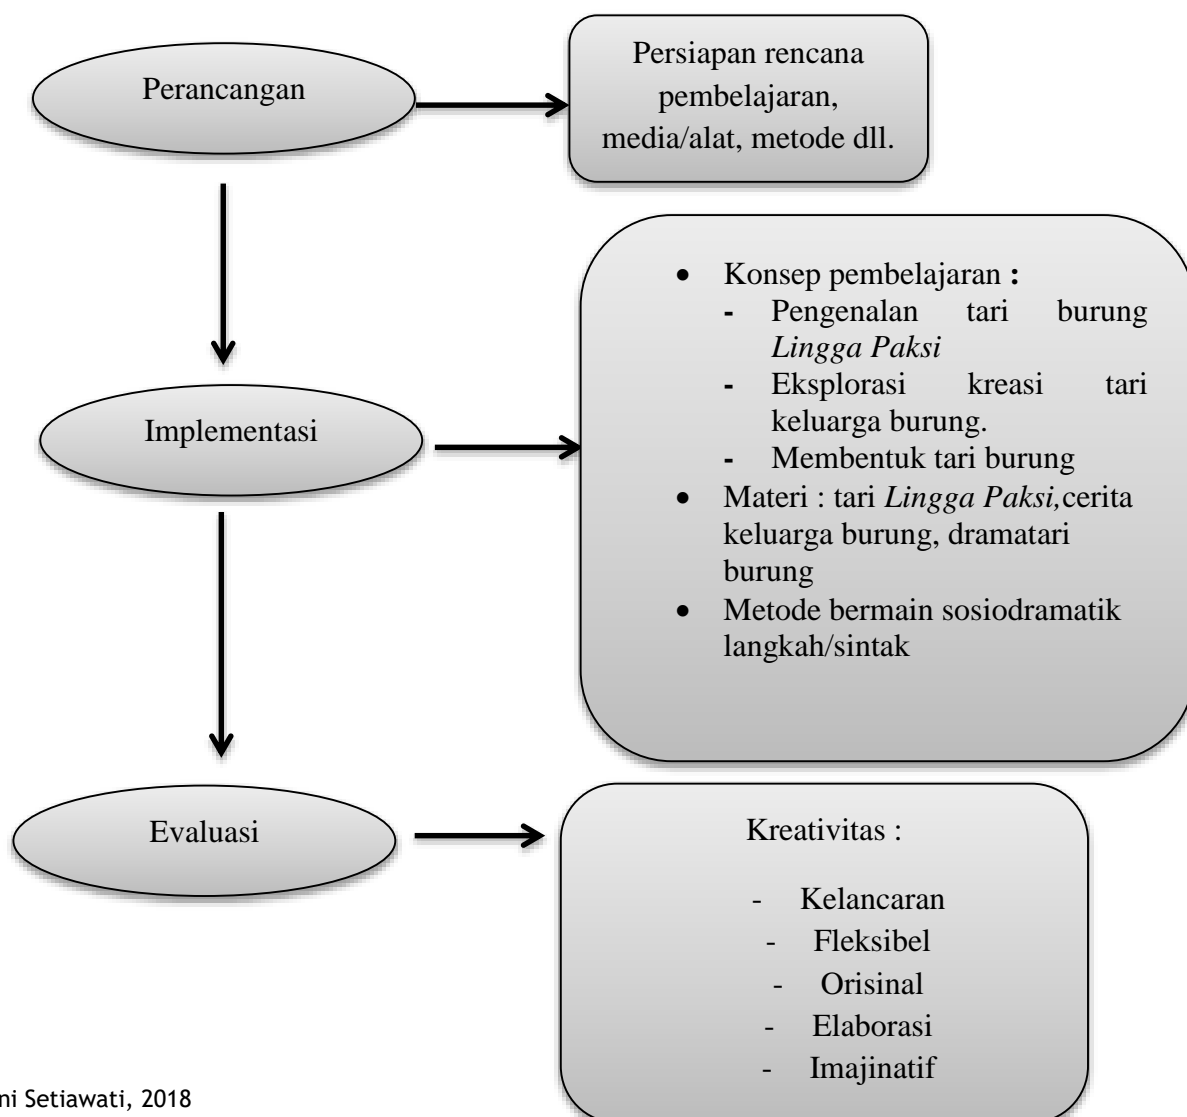 Perancangan
Persiapan rencana
pembelajaran,
media/alat, metode dll.
Implementasi
• Konsep pembelajaran :
- Pengenalan tari burung
Lingga Paksi
- Eksplorasi kreasi tari
keluarga burung.
- Membentuk tari burung
• Materi : tari Lingga Paksi,cerita
keluarga burung, dramatari
burung
• Metode bermain sosiodramatik
langkah/sintak
Evaluasi
Kreativitas :
- Kelancaran
- Fleksibel
- Orisinal
- Elaborasi
- Imajinatif
ni Setiawati, 2018